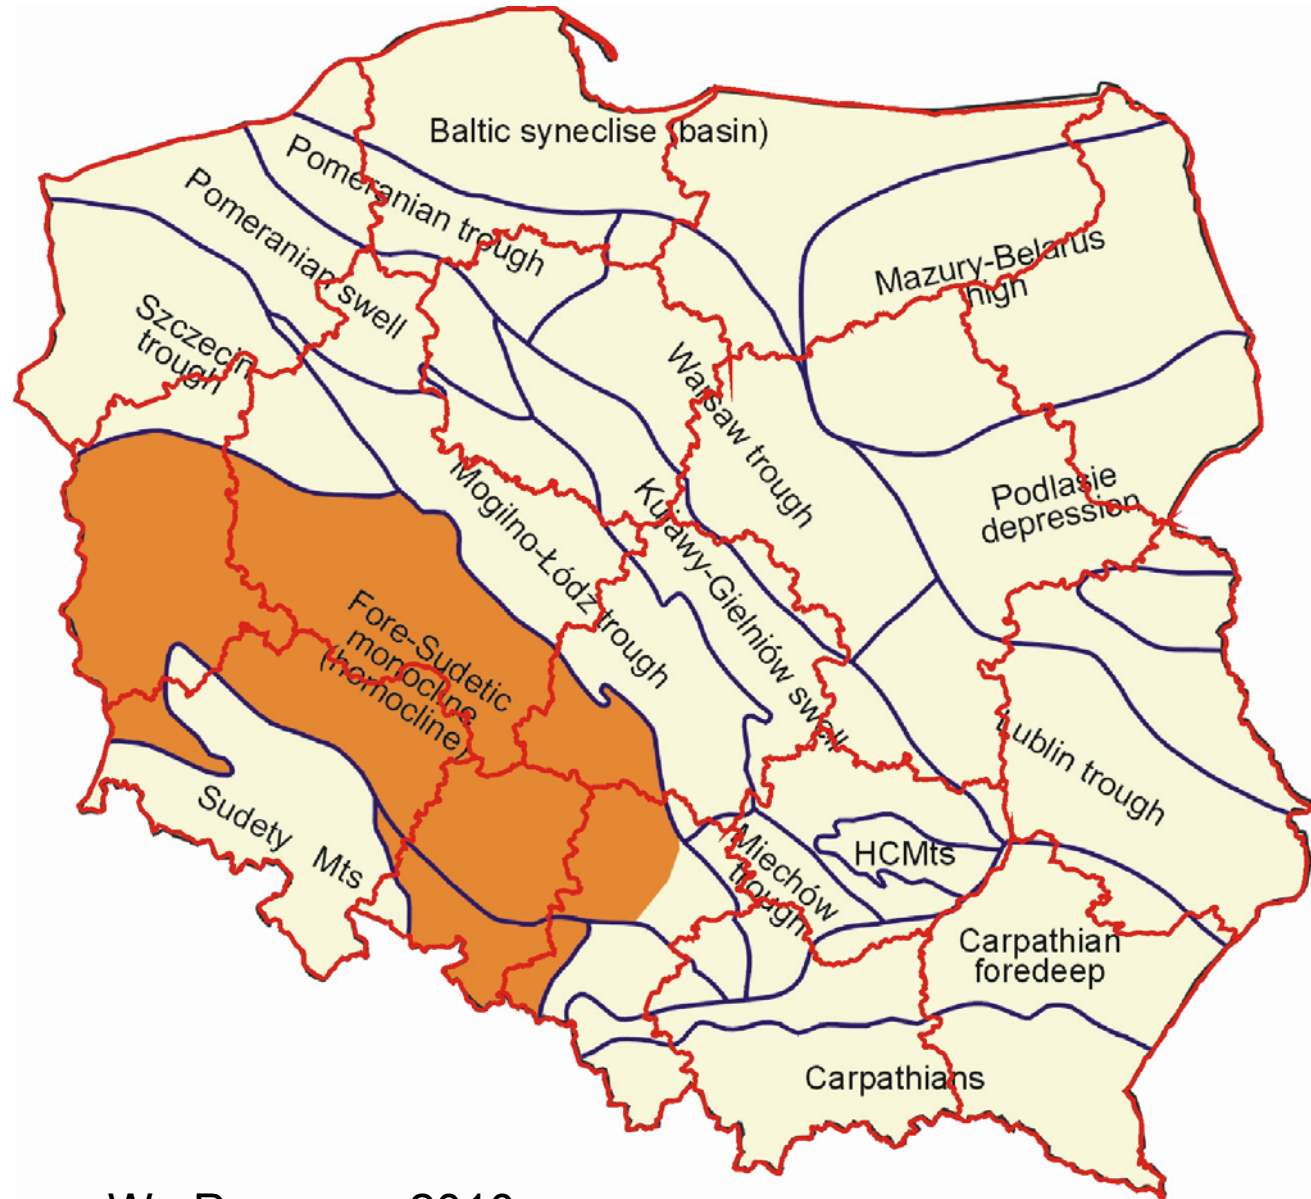 Baltic syneclise (basin)
Pomeranian trough
Pomeranian swell
Mazury-Belarus
high
Szczecin
trough
Warsaw trough
Podlasie
depression
Mogilno-Łódź trough
Kujawy-Gielniów swell
Fore-Sudetic
monocline
(homocline)
Lublin trough
Sudety Mts
Miechów
trough
HCMts
Carpathian
foredeep
Carpathians